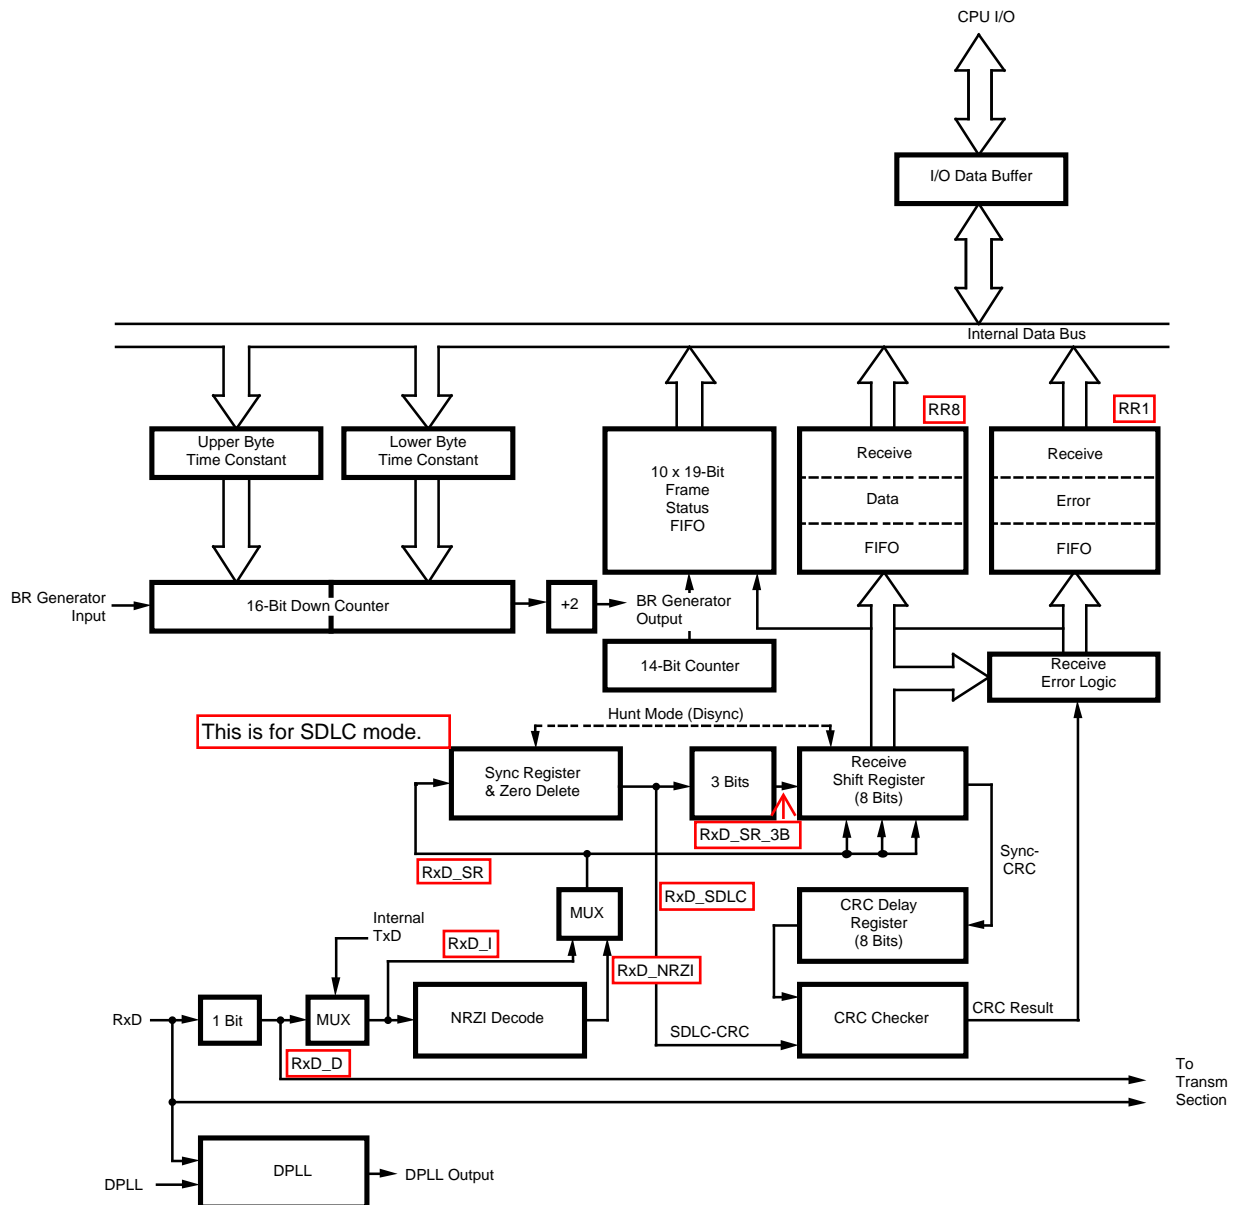 CPU I/O
I/O Data Buffer
Internal Data Bus
RR8
RR1
Upper Byte
Time Constant
Lower Byte
Time Constant
10 x 19-Bit
Frame
Status
FIFO
Receive
Data
FIFO
Receive
Error
FIFO
BR Generator
Input
16-Bit Down Counter
+2
BR Generator
Output
14-Bit Counter
Receive
Error Logic
Hunt Mode (Disync)
This is for SDLC mode.
Sync Register
& Zero Delete
3 Bits
Receive
Shift Register
(8 Bits)
RxD_SR_3B
RxD_SR
Sync-
CRC
RxD_SDLC
MUX
CRC Delay
Register
(8 Bits)
Internal
TxD
RxD_I
RxD_NRZI
RxD
1 Bit
MUX
NRZI Decode
SDLC-CRC
CRC Checker
CRC Result
RxD_D
To
Transm
Section
DPLL
DPLL
DPLL Output